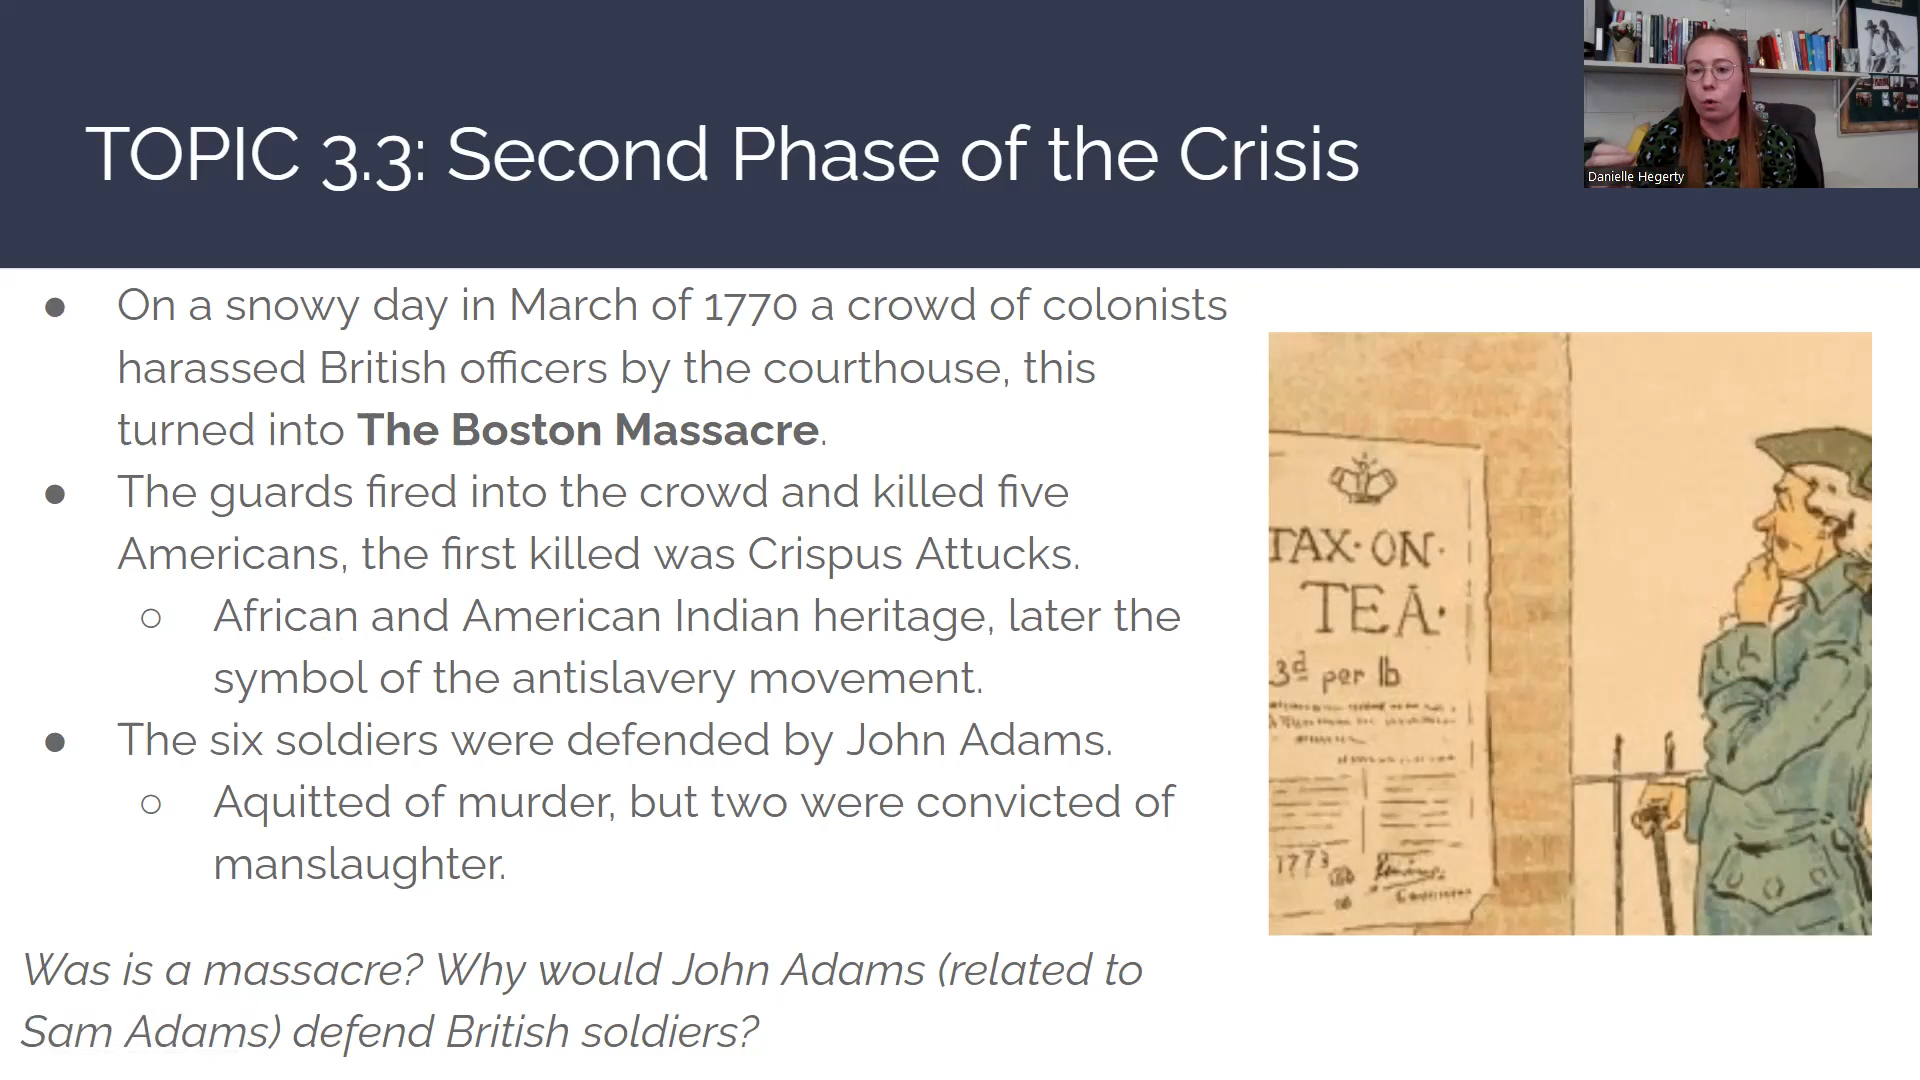 TOPIC 3.3: Second Phase of the Crisis
Danielle Hegerty
● On a snowy day in March of 1770 a crowd of colonists
harassed British officers by the courthouse, this
turned into The Boston Massacre.
● The guards fired into the crowd and killed five
Americans, the first killed was Crispus Attucks.
○ African and American Indian heritage, later the
symbol of the antislavery movement.
● The six soldiers were defended by John Adams.
○ Aquitted of murder, but two were convicted of
manslaughter.
Was is a massacre? Why would John Adams (related to
Sam Adams) defend British soldiers?
TAX·ON·
TEA·
3d per lb
1773